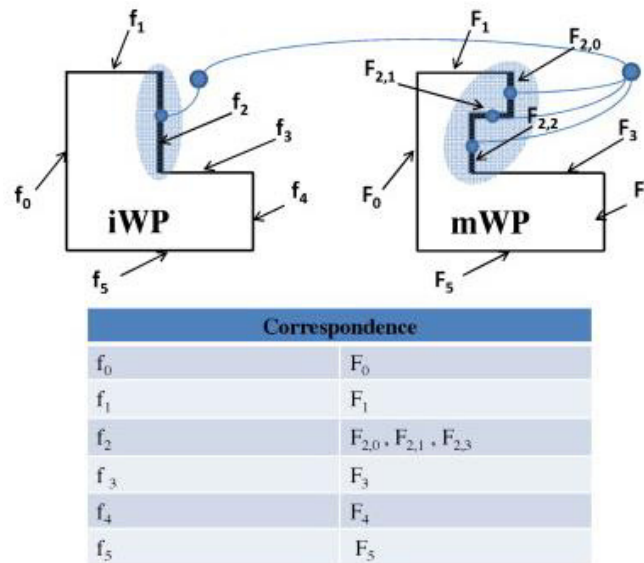 f₁
F₁
F₂,₀
F₂,₁
f₂
F₂,₂
f₃
F₃
f₀
f₄
F₀
F
iWP
mWP
f₅
F₅
Correspondence
f₀ F₀
f₁ F₁
f₂ F₂,₀ , F₂,₁ , F₂,₃
f ₃ F₃
f₄ F₄
f₅ F₅